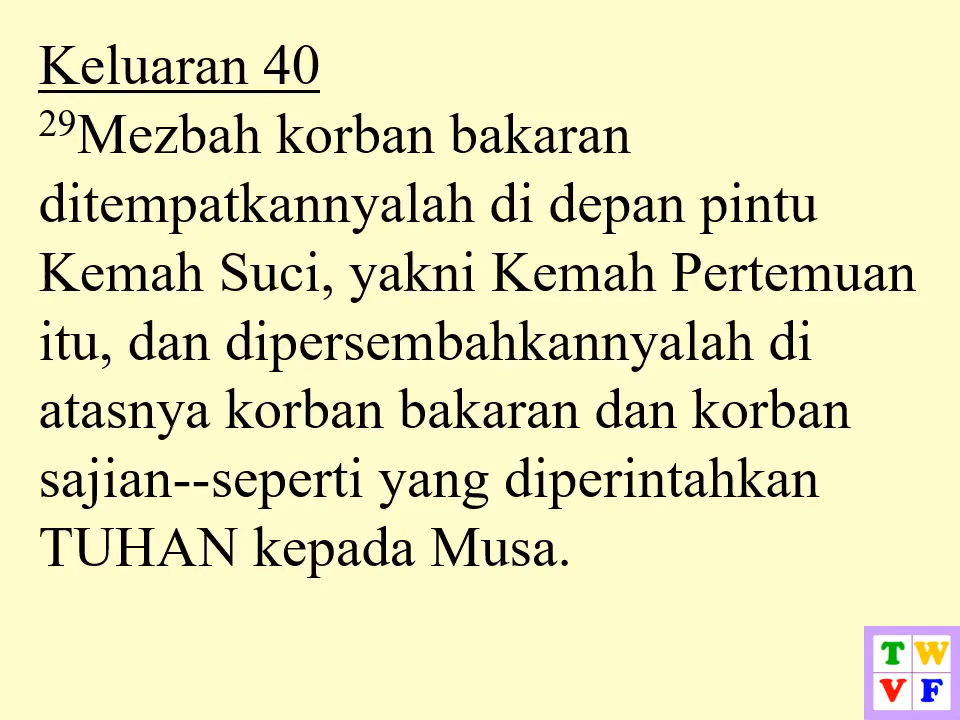 Keluaran 40
29Mezbah korban bakaran
ditempatkannyalah di depan pintu
Kemah Suci, yakni Kemah Pertemuan
itu, dan dipersembahkannyalah di
atasnya korban bakaran dan korban
sajian--seperti yang diperintahkan
TUHAN kepada Musa.
T W
V F